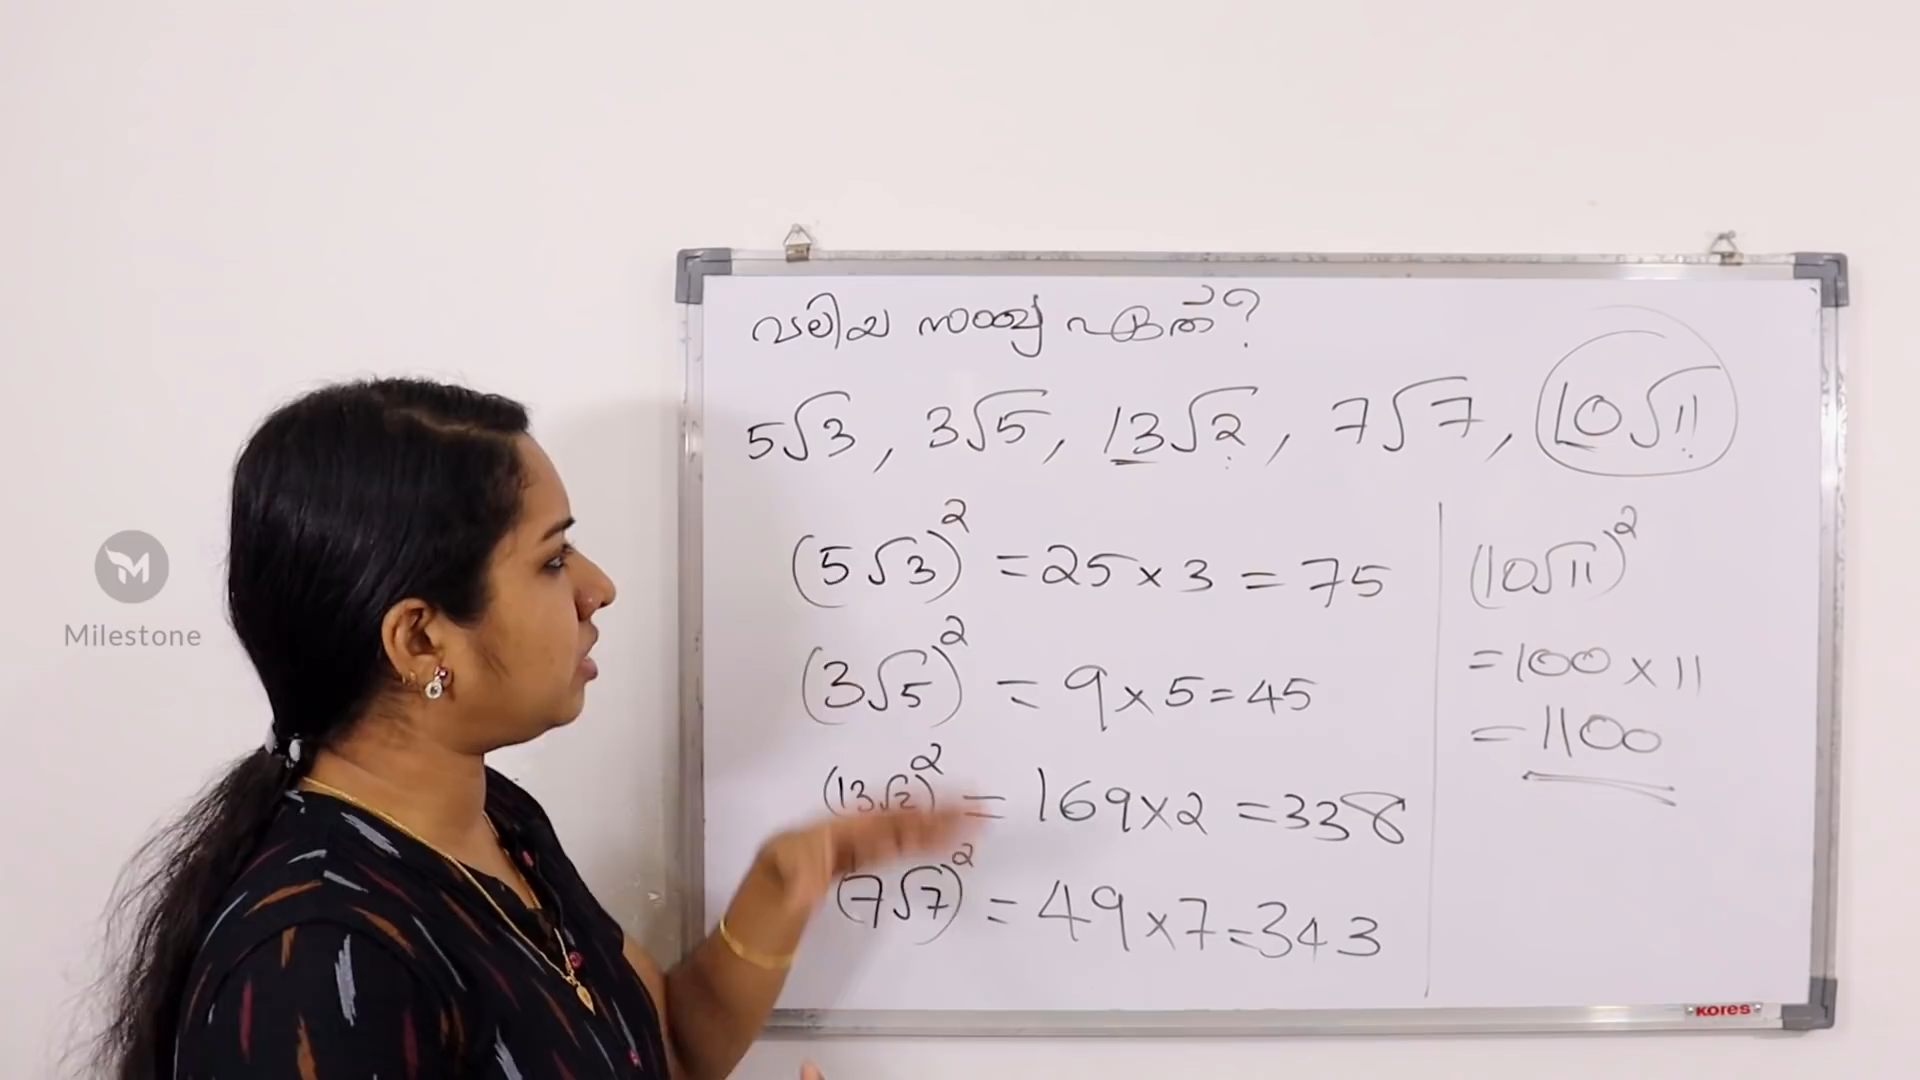 വലിയ സംഖ്യ ഏത്?
5√3, 3√5, 13√2, 7√7, 10√11
(5√3)² = 25 × 3 = 75
(3√5)² = 9 × 5 = 45
(13√2)² = 169 × 2 = 338
(7√7)² = 49 × 7 = 343
(10√11)²
= 100 × 11
= 1100
Milestone
KORES